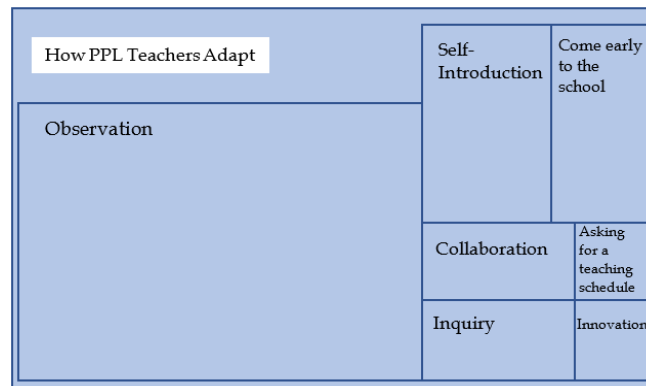 How PPL Teachers Adapt
Observation
Self-
Introduction
Come early
to the
school
Collaboration
Asking
for a
teaching
schedule
Inquiry
Innovation